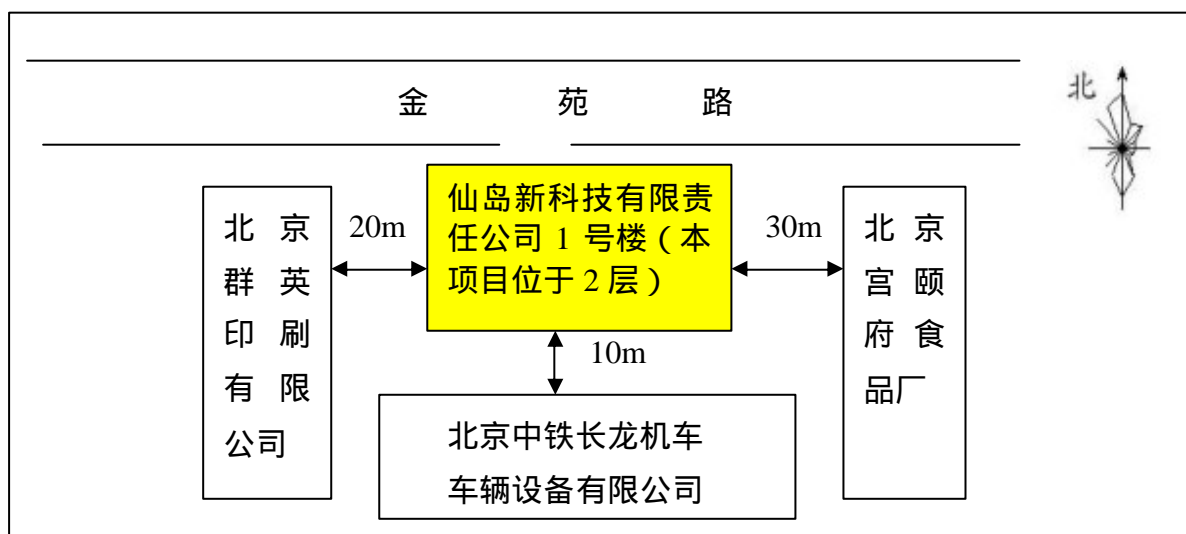 金 苑 路
北
仙岛新科技有限责
任公司 1 号楼（本
项目位于 2 层）
北 京
群 英
印 刷
有 限
公司
20m
30m
北 京
宫 颐
府 食
品厂
10m
北京中铁长龙机车
车辆设备有限公司